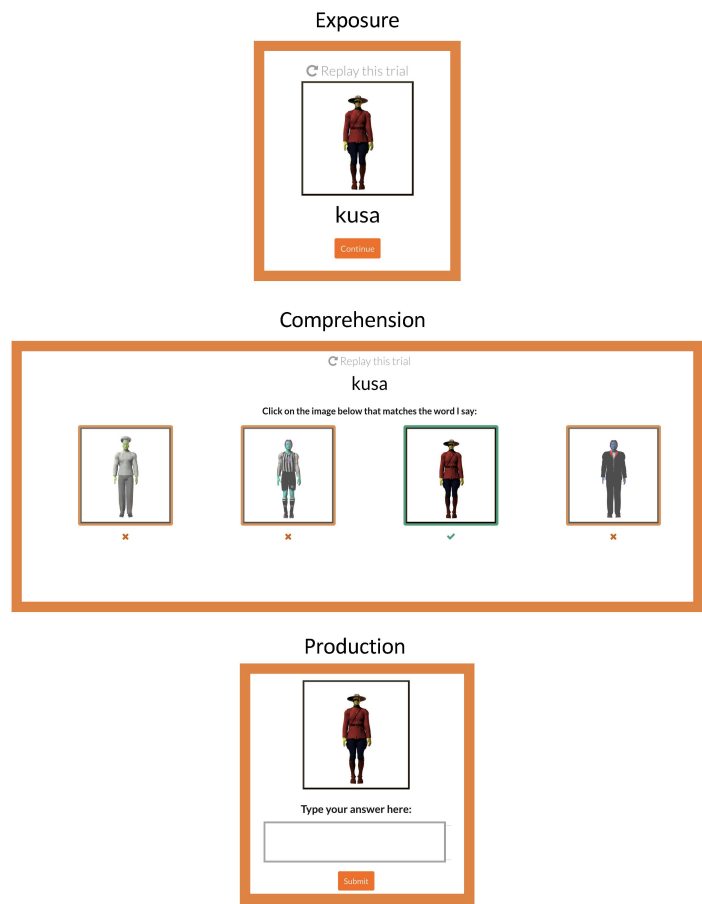 Exposure
Replay this trial
kusa
Continue
Comprehension
Replay this trial
kusa
Click on the image below that matches the word I say:
Production
Type your answer here:
Submit